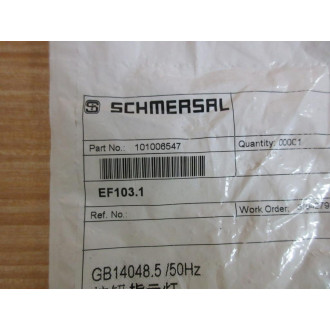 SCHMERSAL
Part No.: 101006547
Quantity: 00001
EF103.1
Ref. No.:
Work Order:
GB14048.5 /50Hz